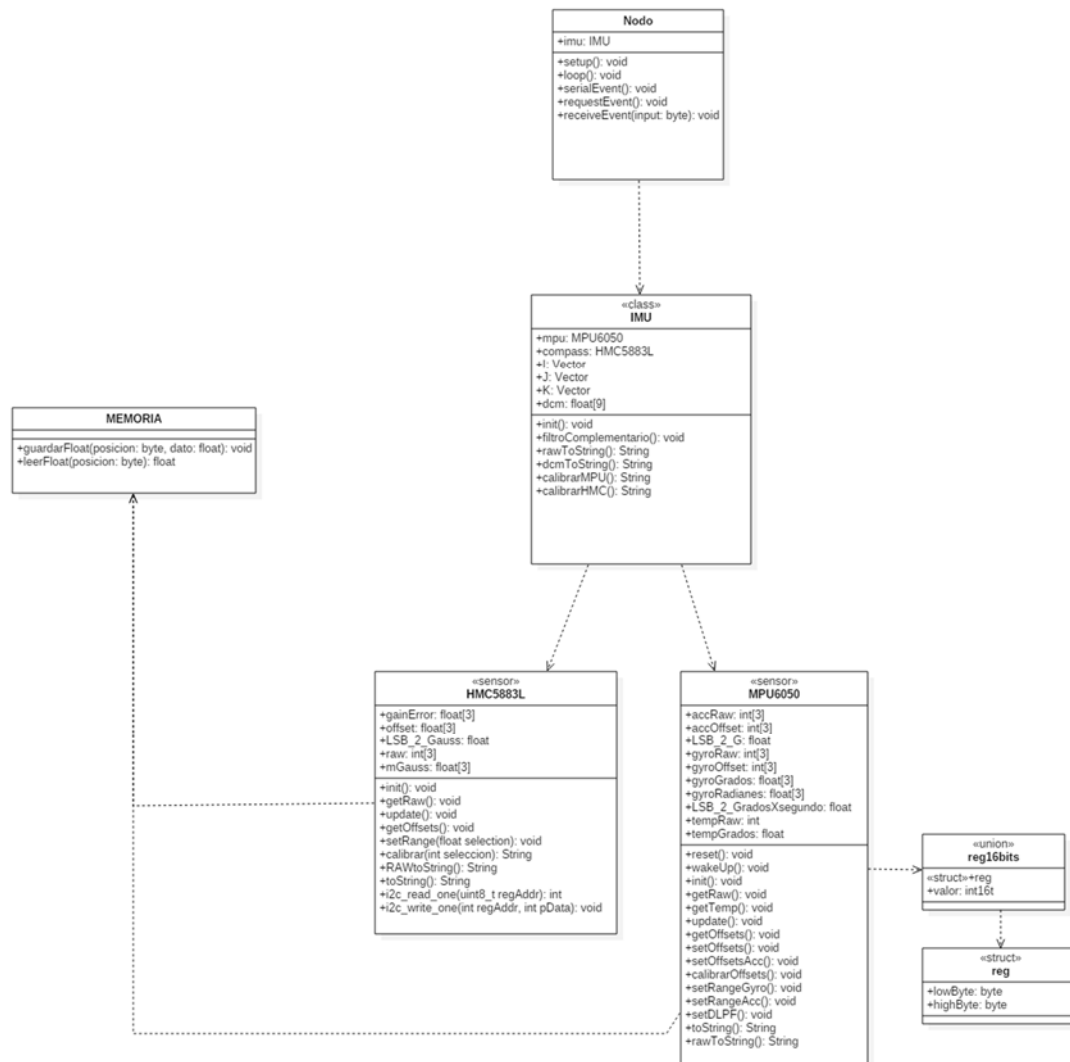 Nodo
+imu: IMU
+setup(): void
+loop(): void
+serialEvent(): void
+requestEvent(): void
+receiveEvent(input: byte): void
«class»
IMU
+mpu: MPU6050
+compass: HMC5883L
+I: Vector
+J: Vector
+K: Vector
+dcm: float[9]
+init(): void
+filtroComplementario(): void
+rawToString(): String
+dcmToString(): String
+calibrarMPU(): String
+calibrarHMC(): String
MEMORIA
+guardarFloat(posicion: byte, dato: float): void
+leerFloat(posicion: byte): float
«sensor»
HMC5883L
+gainError: float[3]
+offset: float[3]
+LSB_2_Gauss: float
+raw: int[3]
+mGauss: float[3]
+init(): void
+getRaw(): void
+update(): void
+getOffsets(): void
+setRange(float selection): void
+calibrar(int seleccion): String
+RAWtoString(): String
+toString(): String
+i2c_read_one(uint8_t regAddr): int
+i2c_write_one(int regAddr, int pData): void
«sensor»
MPU6050
+accRaw: int[3]
+accOffset: int[3]
+LSB_2_G: float
+gyroRaw: int[3]
+gyroOffset: int[3]
+gyroGrados: float[3]
+gyroRadianes: float[3]
+LSB_2_GradosXsegundo: float
+tempRaw: int
+tempGrados: float
+reset(): void
+wakeUp(): void
+init(): void
+getRaw(): void
+getTemp(): void
+update(): void
+getOffsets(): void
+setOffsets(): void
+setOffsetsAcc(): void
+calibrarOffsets(): void
+setRangeGyro(): void
+setRangeAcc(): void
+setDLPF(): void
+toString(): String
+rawToString(): String
«union»
reg16bits
«struct»+reg
+valor: int16t
«struct»
reg
+lowByte: byte
+highByte: byte